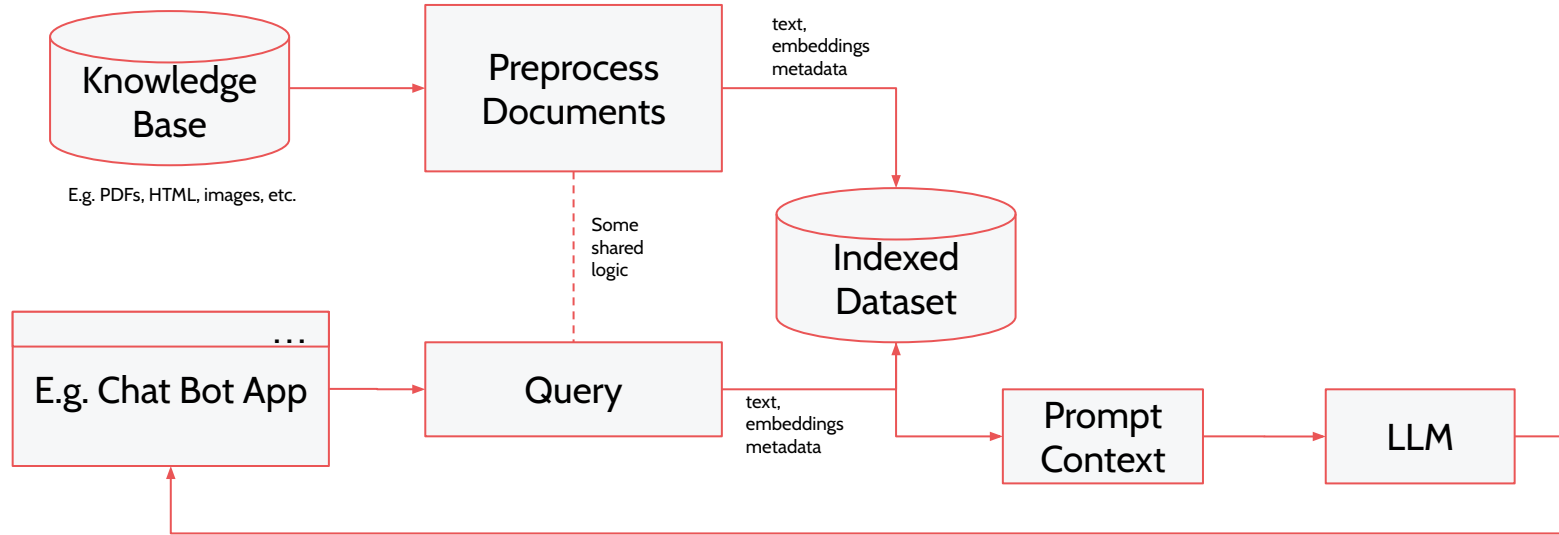 Knowledge
Base
E.g. PDFs, HTML, images, etc.
Preprocess
Documents
text,
embeddings
metadata
Some
shared
logic
Indexed
Dataset
...
E.g. Chat Bot App
Query
text,
embeddings
metadata
Prompt
Context
LLM